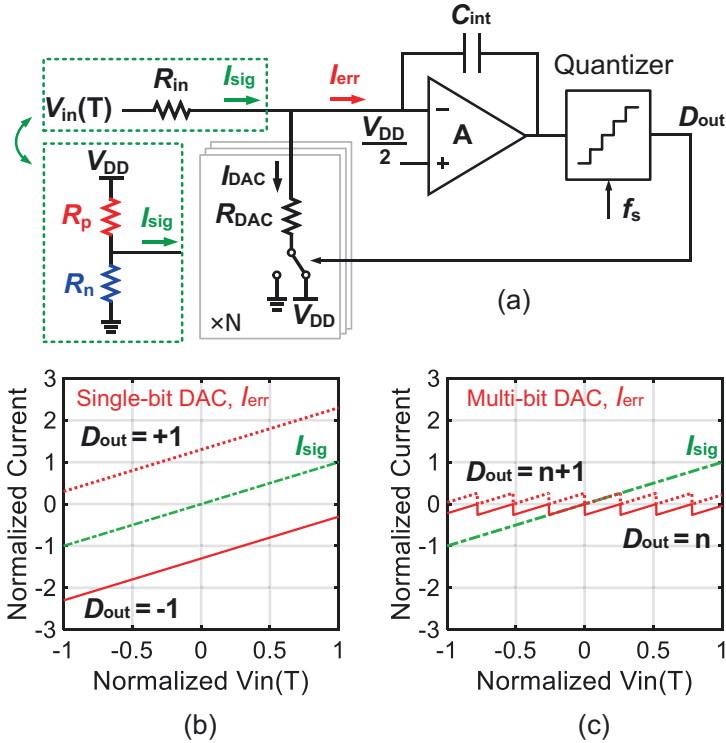 C_int
R_in
I_sig
I_err
Quantizer
V_in(T)
A
D_out
V_DD/2
V_DD
I_DAC
R_p
I_sig
R_DAC
f_s
R_n
V_DD
×N
(a)
3
2
1
0
-1
-2
-3
Normalized Current
Single-bit DAC, I_err
D_out = +1
I_sig
D_out = -1
-1 -0.5 0 0.5 1
Normalized Vin(T)
(b)
3
2
1
0
-1
-2
-3
Normalized Current
Multi-bit DAC, I_err
I_sig
D_out = n+1
D_out = n
-1 -0.5 0 0.5 1
Normalized Vin(T)
(c)